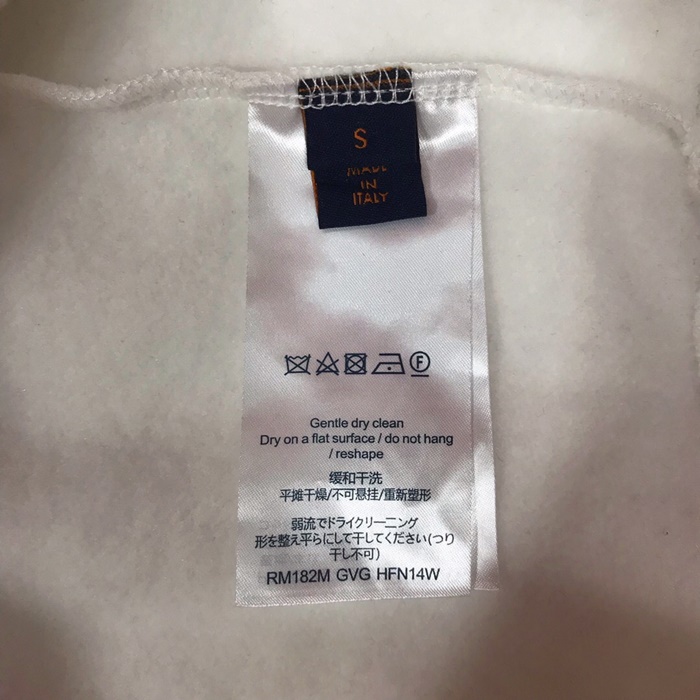 S
MADE
IN
ITALY
F
Gentle dry clean
Dry on a flat surface / do not hang
/ reshape
缓和干洗
平摊干燥/不可悬挂/重新塑形
弱流でドライクリーニング
形を整え平らにして干してください(つり
干し不可)
RM182M GVG HFN14W